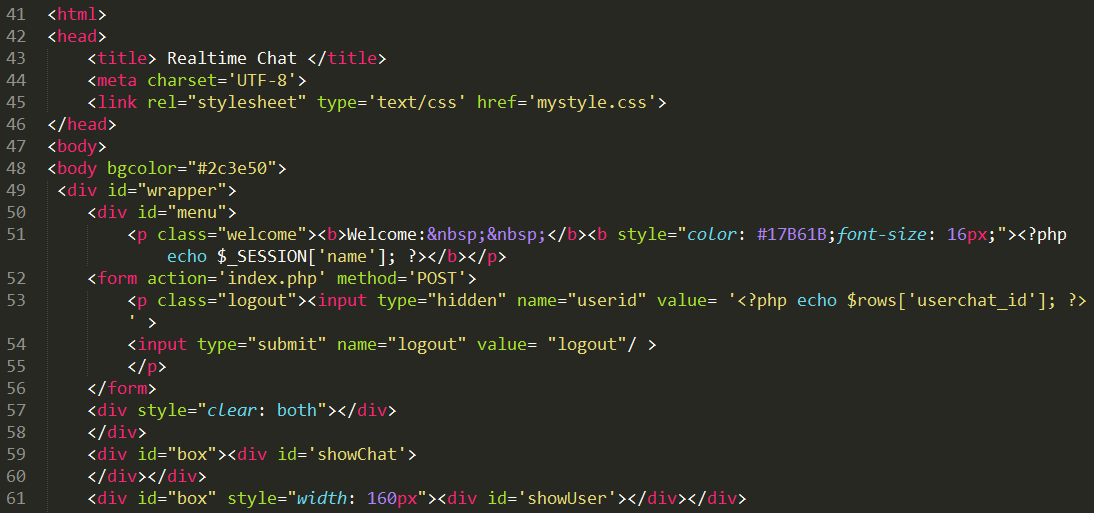 41 <html>
42 <head>
43 <title> Realtime Chat </title>
44 <meta charset='UTF-8'>
45 <link rel="stylesheet" type='text/css' href='mystyle.css'>
46 </head>
47 <body>
48 <body bgcolor="#2c3e50">
49 <div id="wrapper">
50 <div id="menu">
51 <p class="welcome"><b>Welcome:&nbsp;&nbsp;</b><b style="color: #17B61B;font-size: 16px;"><?php
echo $_SESSION['name']; ?></b></p>
52 <form action='index.php' method='POST'>
53 <p class="logout"><input type="hidden" name="userid" value= '<?php echo $rows['userchat_id']; ?>
' >
54 <input type="submit" name="logout" value= "logout"/ >
55 </p>
56 </form>
57 <div style="clear: both"></div>
58 </div>
59 <div id="box"><div id='showChat'>
60 </div></div>
61 <div id="box" style="width: 160px"><div id='showUser'></div></div>